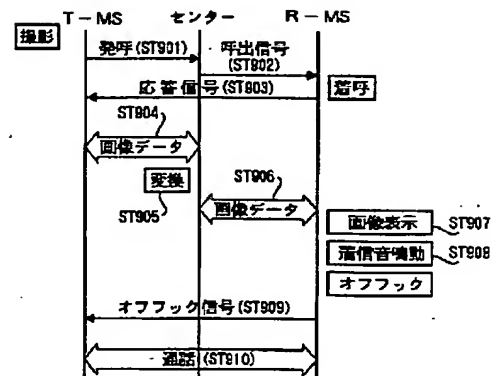 T-MS センター R-MS
撮影
発呼(ST901) 呼出信号
(ST902)
応答信号(ST903) 着呼
ST904
画像データ
変換 ST906
ST905 画像データ
画像表示 ST907
着信音鳴動 ST908
オフフック
オフフック信号(ST909)
通話(ST910)